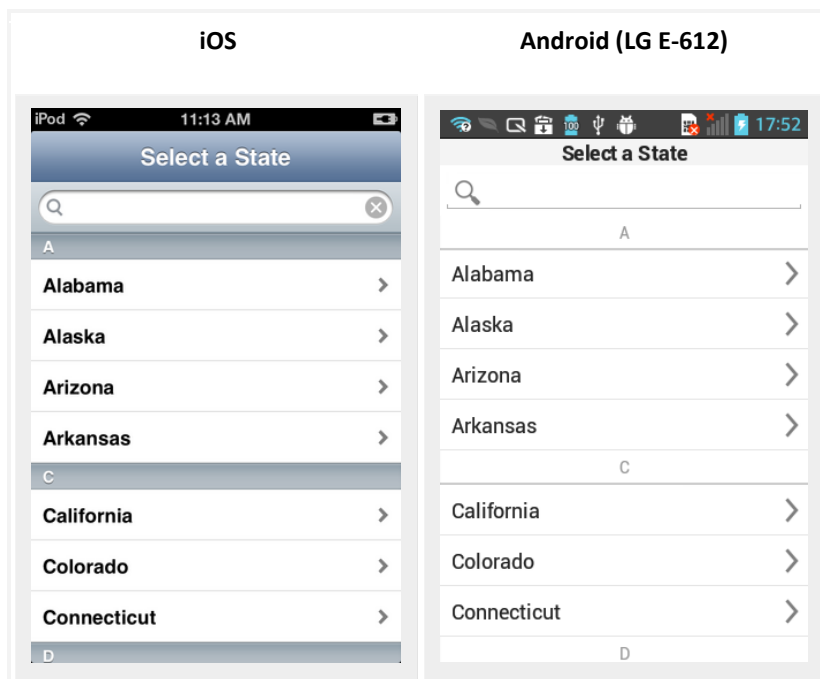 iOS
Android (LG E-612)
iPod
11:13 AM
Select a State
A
Alabama
Alaska
Arizona
Arkansas
C
California
Colorado
Connecticut
D
100
17:52
Select a State
A
Alabama
Alaska
Arizona
Arkansas
C
California
Colorado
Connecticut
D